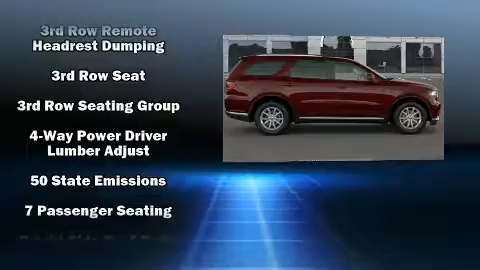 3rd Row Remote
Headrest Dumping
3rd Row Seat
3rd Row Seating Group
4-Way Power Driver
Lumber Adjust
50 State Emissions
7 Passenger Seating